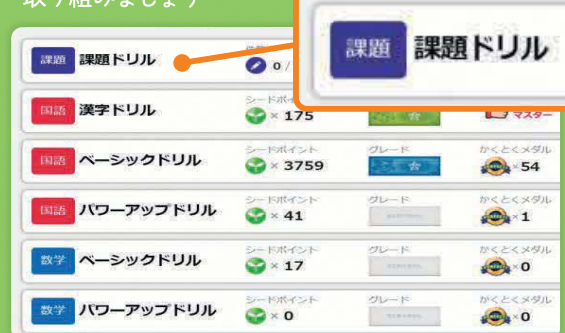 取り組みましょう
課題 課題ドリル
0/
課題 課題ドリル
国語 漢字ドリル
シードポイ
× 175
マスター
国語 ベーシックドリル
シードポイント
× 3759
グレード
かくとくメダル
× 54
国語 パワーアップドリル
シードポイント
× 41
グレード
かくとくメダル
× 1
数学 ベーシックドリル
シードポイント
× 17
グレード
かくとくメダル
× 0
数学 パワーアップドリル
シードポイント
× 0
グレード
かくとくメダル
× 0